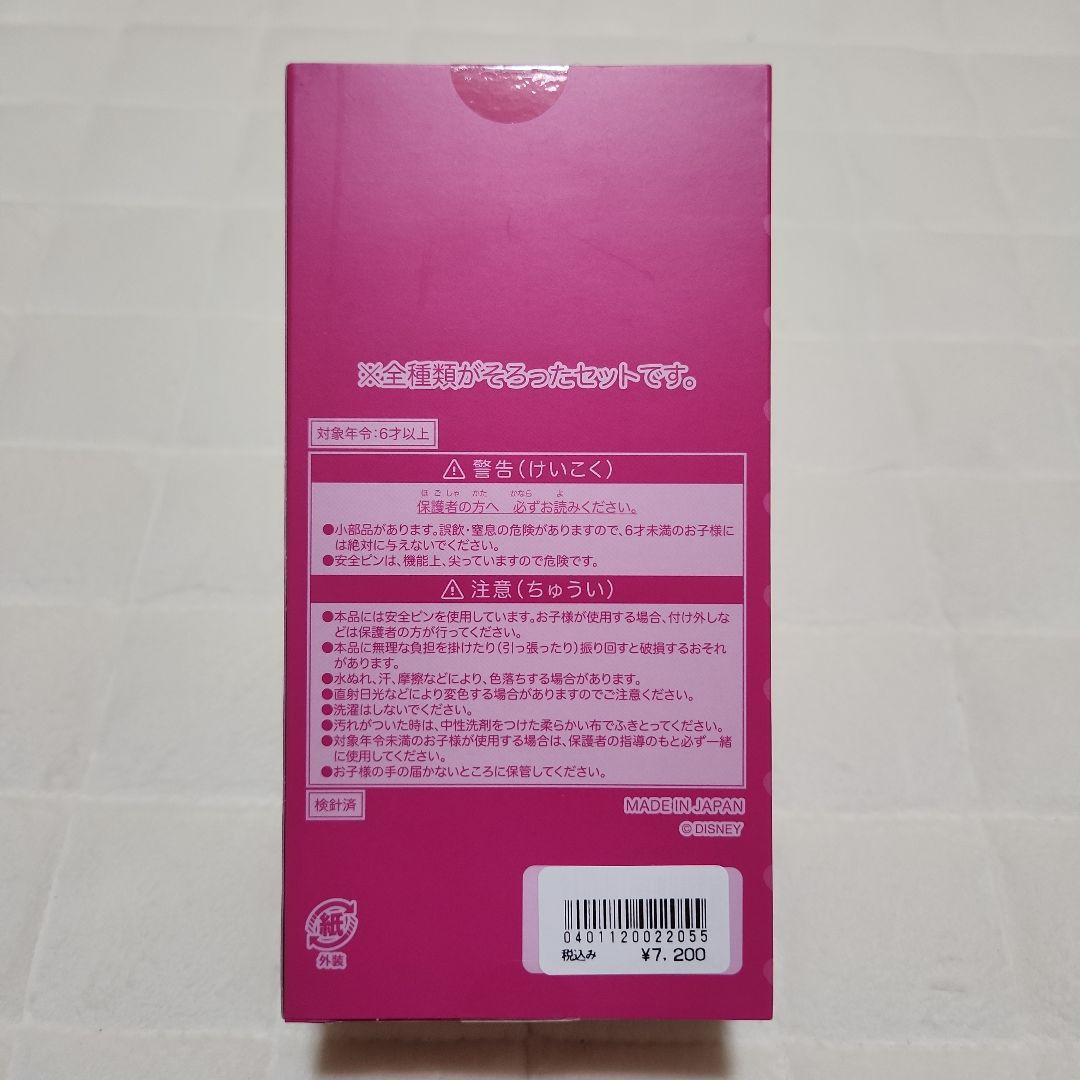 ※全種類がそろったセットです。
対象年令:6才以上
⚠警告(けいこく)
ほごしゃ かた かなら よ
保護者の方へ 必ずお読みください。
●小部品があります。誤飲・窒息の危険がありますので、6才未満のお子様に
は絶対に与えないでください。
●安全ピンは、機能上、尖っていますので危険です。
⚠注意(ちゅうい)
●本品には安全ピンを使用しています。お子様が使用する場合、付け外しな
どは保護者の方が行ってください。
●本品に無理な負担を掛けたり(引っ張ったり)振り回すと破損するおそれ
があります。
●水ぬれ、汗、摩擦などにより、色落ちする場合があります。
●直射日光などにより変色する場合がありますのでご注意ください。
●洗濯はしないでください。
●汚れがついた時は、中性洗剤をつけた柔らかい布でふきとってください。
●対象年令未満のお子様が使用する場合は、保護者の指導のもと必ず一緒
に使用してください。
●お子様の手の届かないところに保管してください。
検針済
MADE IN JAPAN
©DISNEY
紙
外装
0401120022055
税込み ¥7,200